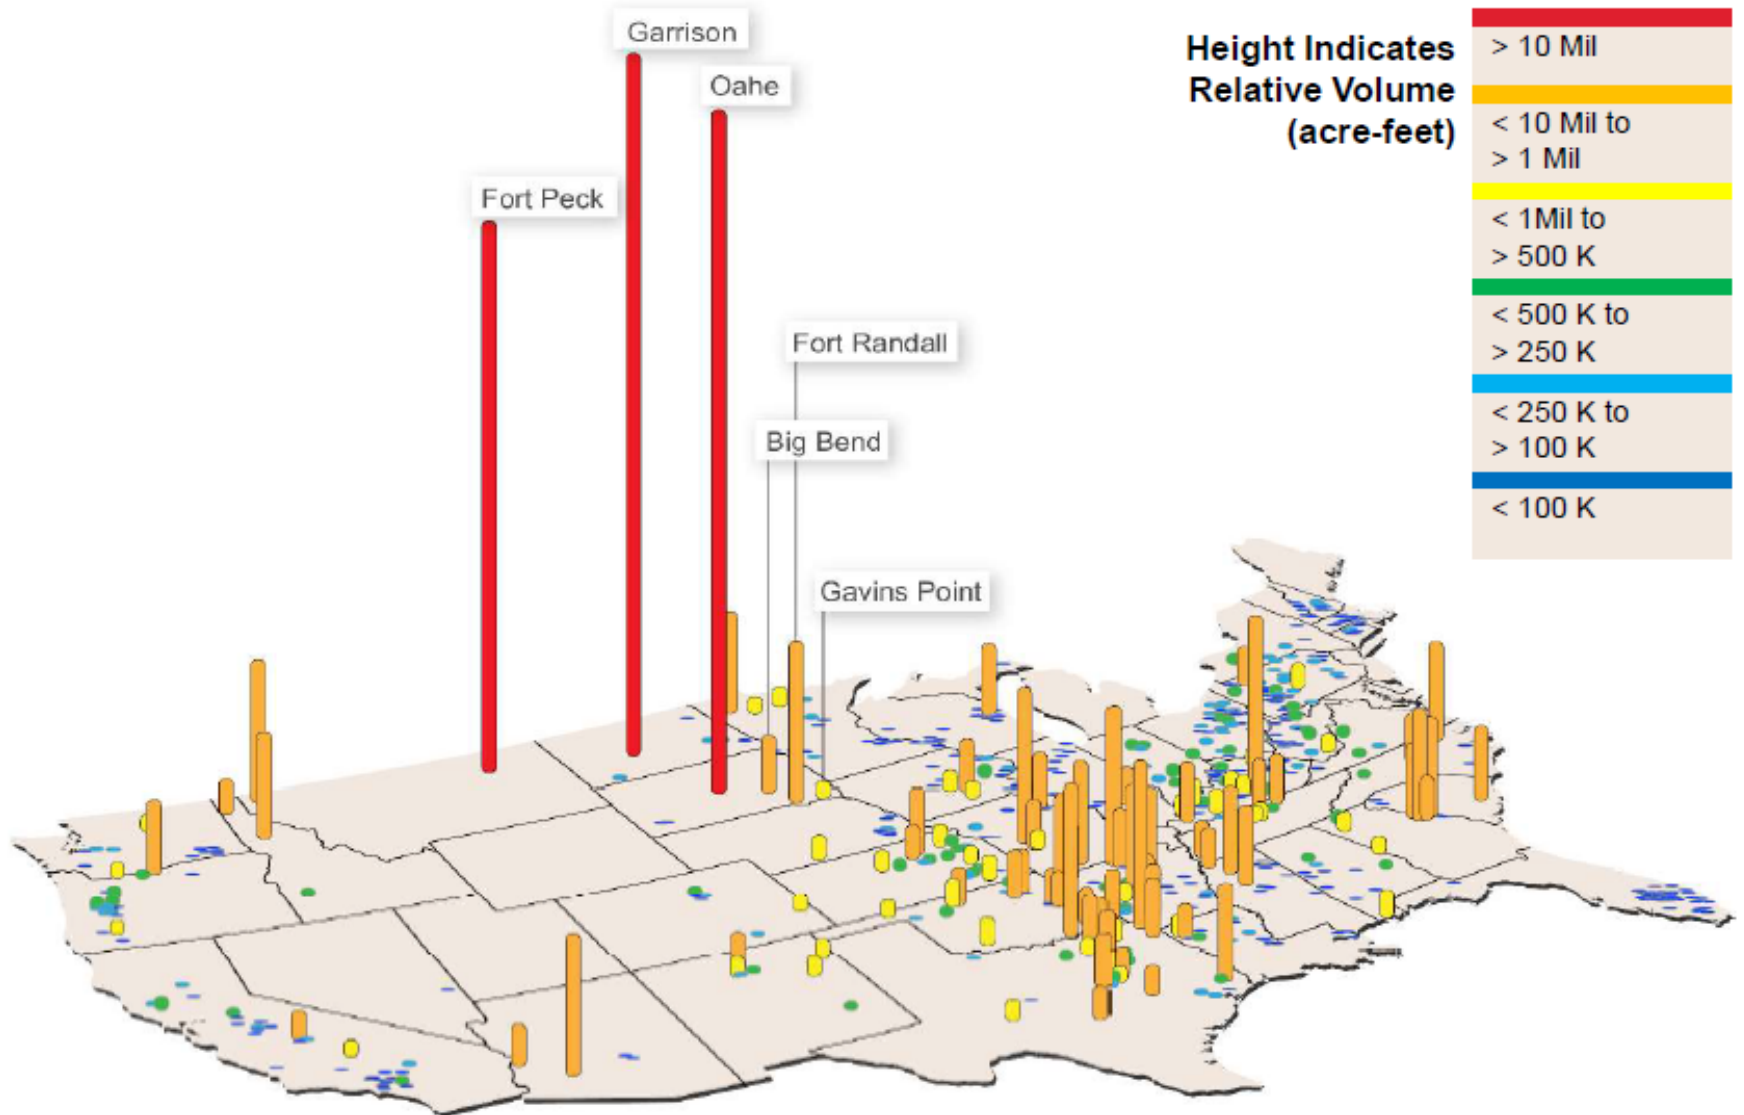 Garrison
Oahe
Fort Peck
Fort Randall
Big Bend
Gavins Point
Height Indicates
Relative Volume
(acre-feet)
> 10 Mil
< 10 Mil to
> 1 Mil
< 1Mil to
> 500 K
< 500 K to
> 250 K
< 250 K to
> 100 K
< 100 K